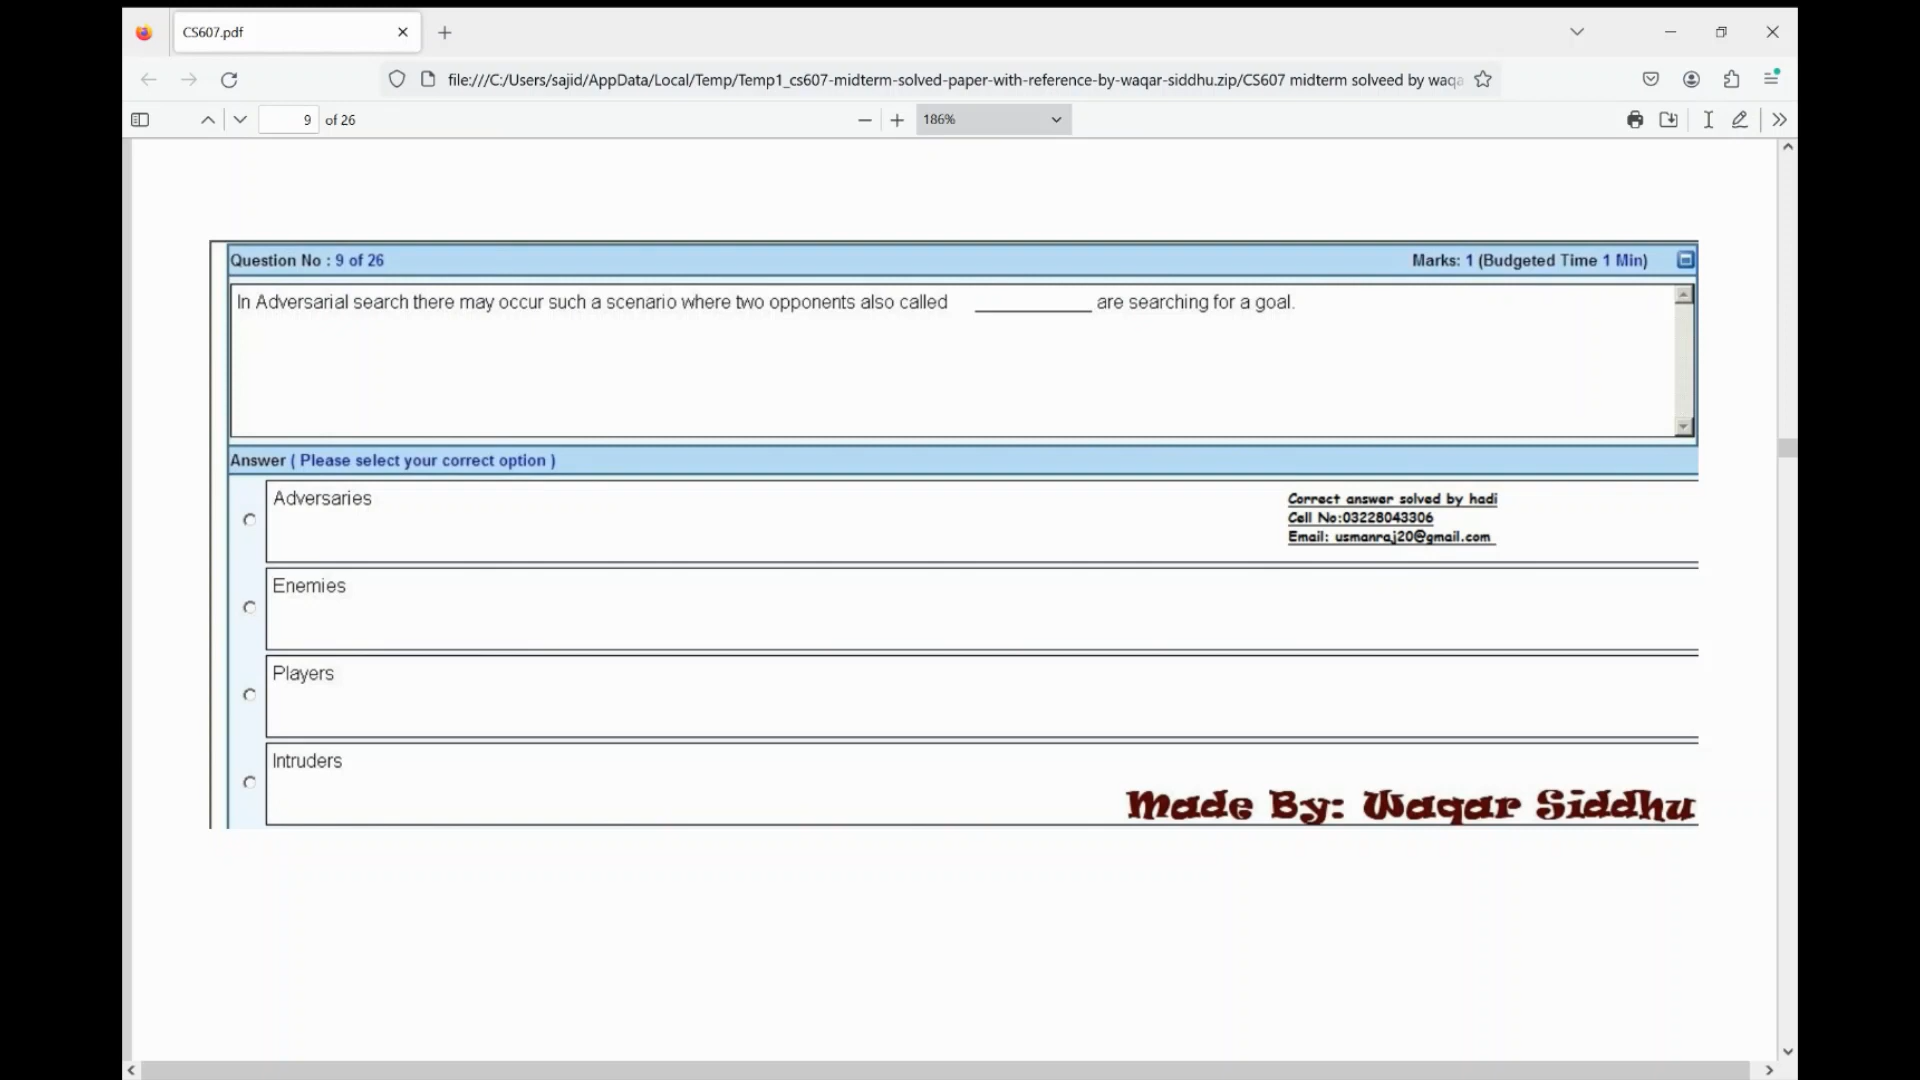 CS607.pdf
file:///C:/Users/sajid/AppData/Local/Temp/Temp1_cs607-midterm-solved-paper-with-reference-by-waqar-siddhu.zip/CS607 midterm solveed by waqa
9 of 26
186%
Question No : 9 of 26 Marks: 1 (Budgeted Time 1 Min)
In Adversarial search there may occur such a scenario where two opponents also called ____________ are searching for a goal.
Answer ( Please select your correct option )
Adversaries
Correct answer solved by hadi
Cell No:03228043306
Email: usmanraj20@gmail.com
Enemies
Players
Intruders
Made By: Waqar Siddhu